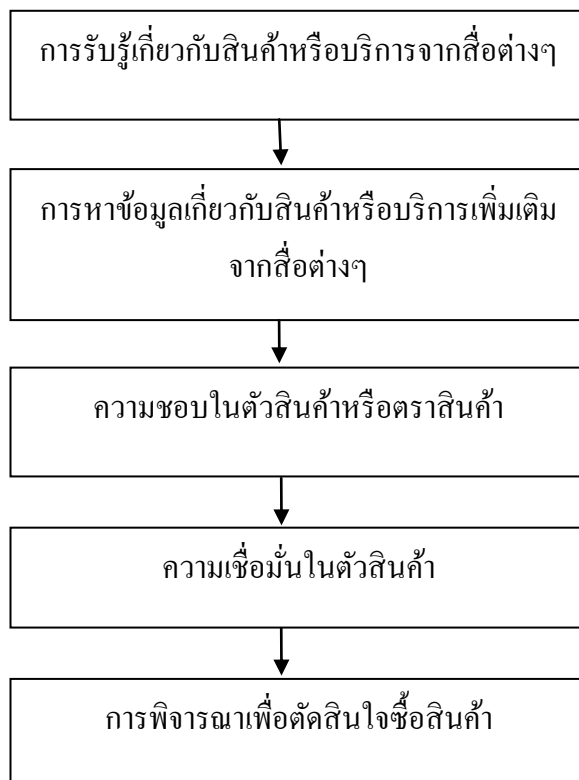 การรับรู้เกี่ยวกับสินค้าหรือบริการจากสื่อต่างๆ
การหาข้อมูลเกี่ยวกับสินค้าหรือบริการเพิ่มเติม
จากสื่อต่างๆ
ความชอบในตัวสินค้าหรือตราสินค้า
ความเชื่อมั่นในตัวสินค้า
การพิจารณาเพื่อตัดสินใจซื้อสินค้า